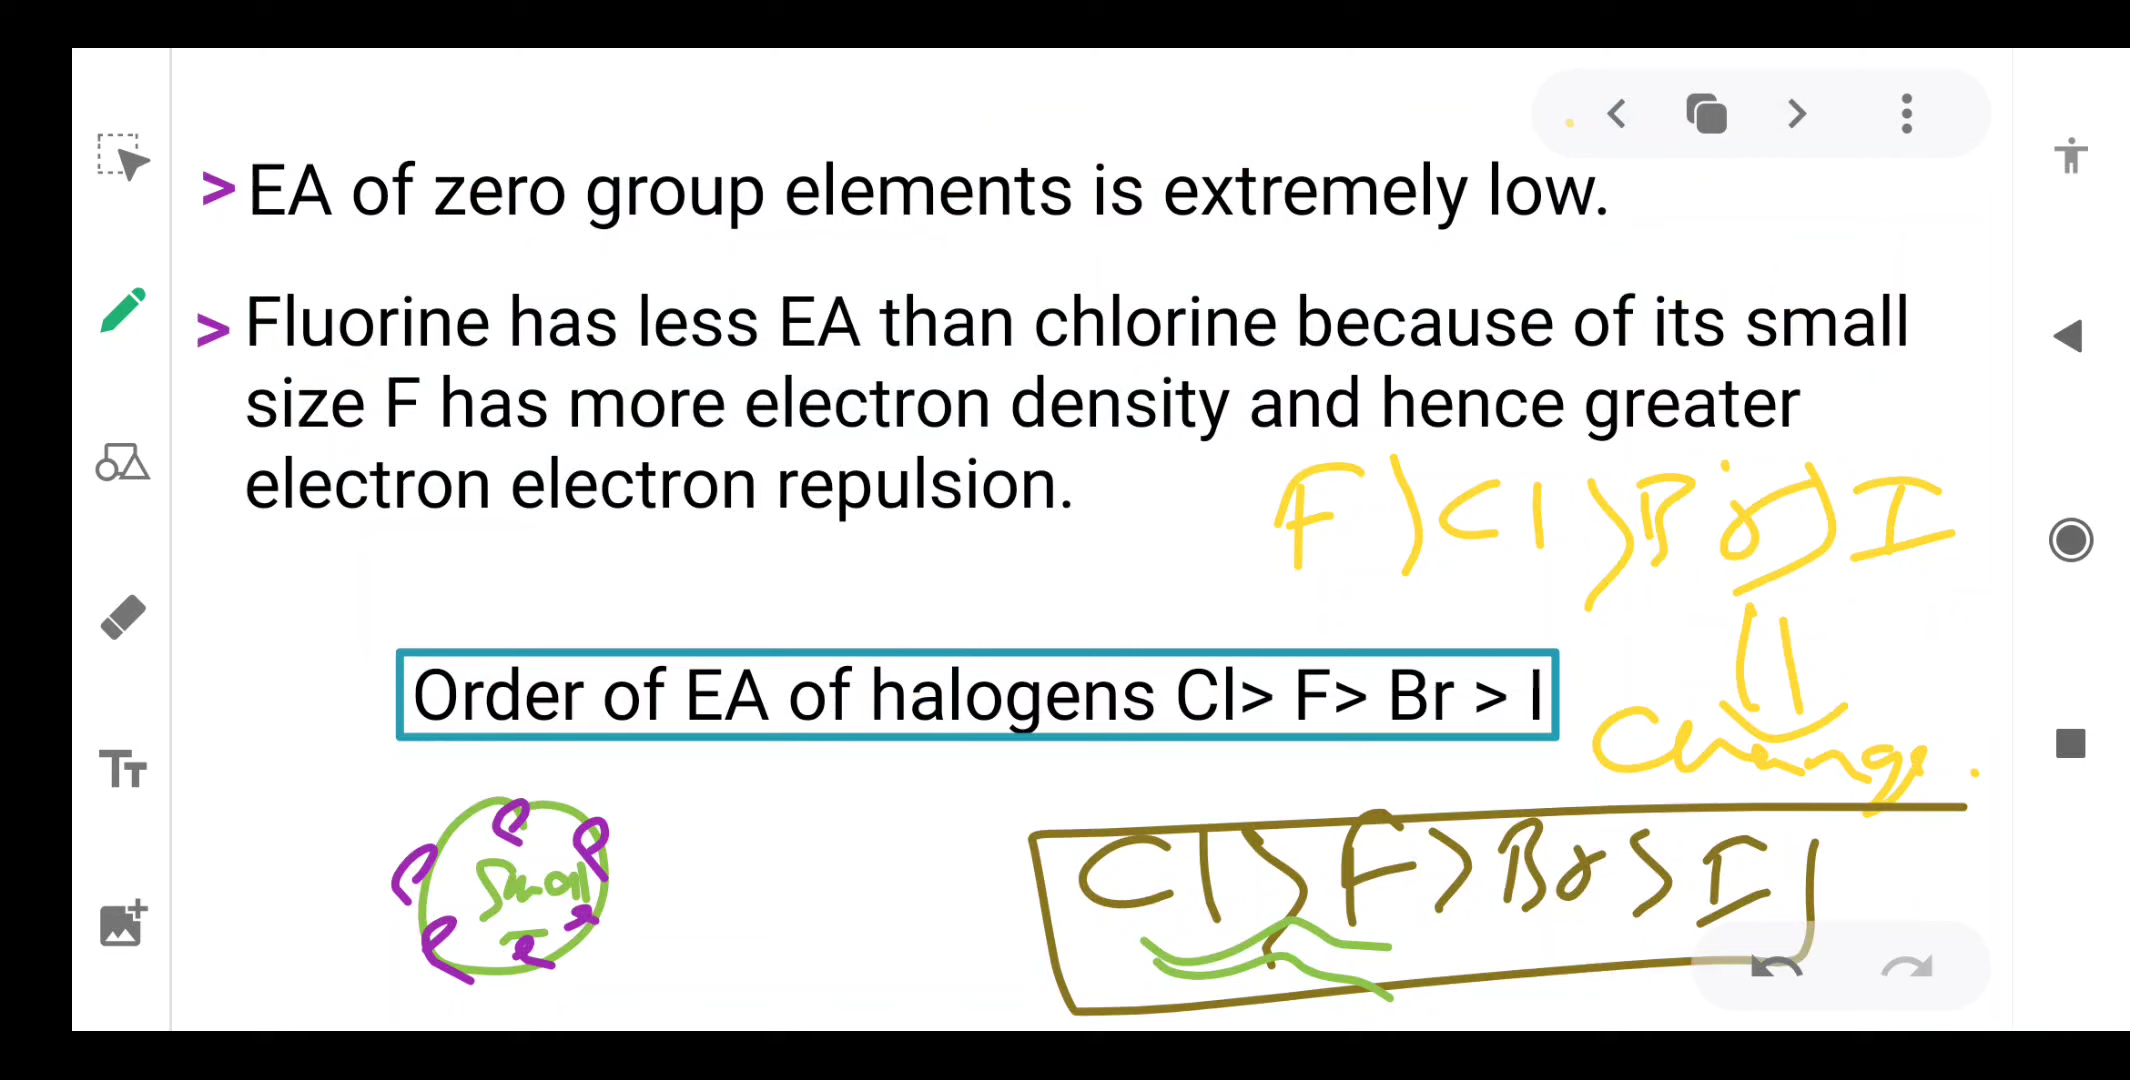 > EA of zero group elements is extremely low.
> Fluorine has less EA than chlorine because of its small
size F has more electron density and hence greater
electron electron repulsion.
F > Cl > Br > I
Order of EA of halogens Cl> F> Br > I
Change.
Small
Cl > F > Br > I
Tт